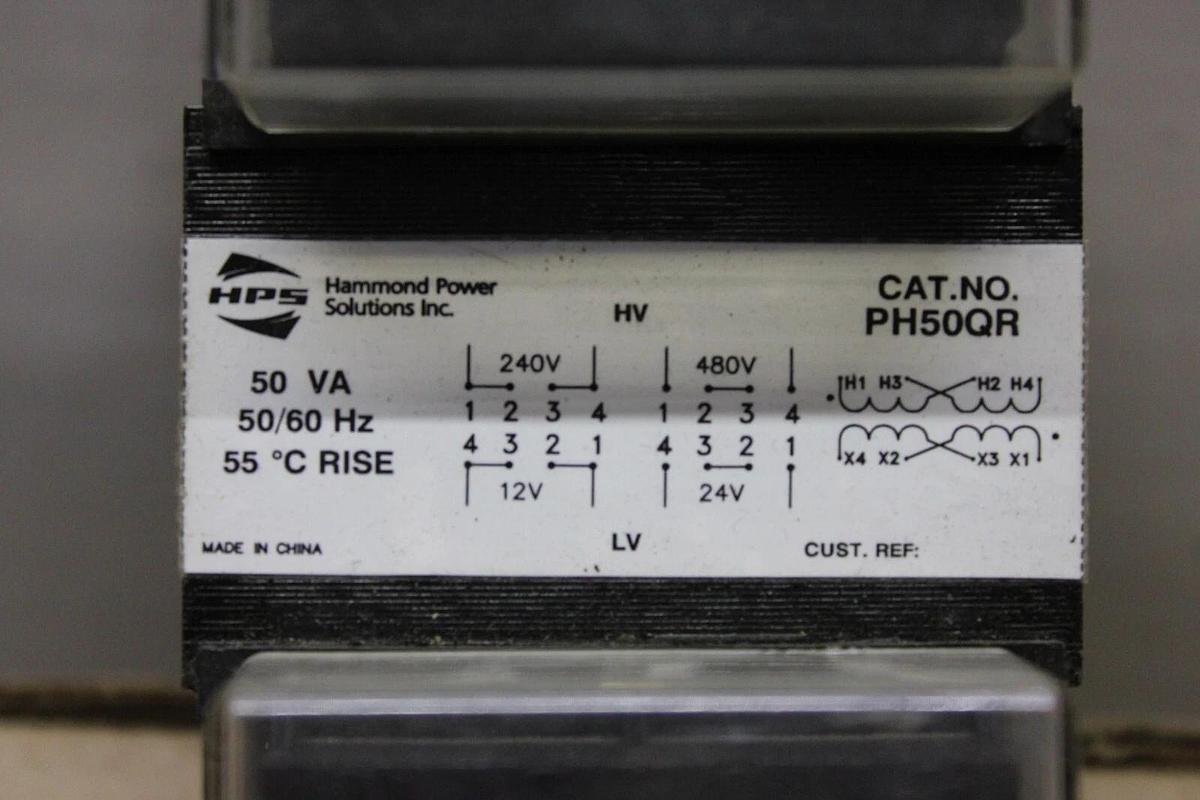 HPS
Hammond Power
Solutions Inc.
50 VA
50/60 Hz
55 °C RISE
MADE IN CHINA
HV
240V 480V
1 2 3 4 1 2 3 4
4 3 2 1 4 3 2 1
12V 24V
LV
CAT.NO.
PH50QR
H1 H3 H2 H4
X4 X2 X3 X1
CUST. REF: